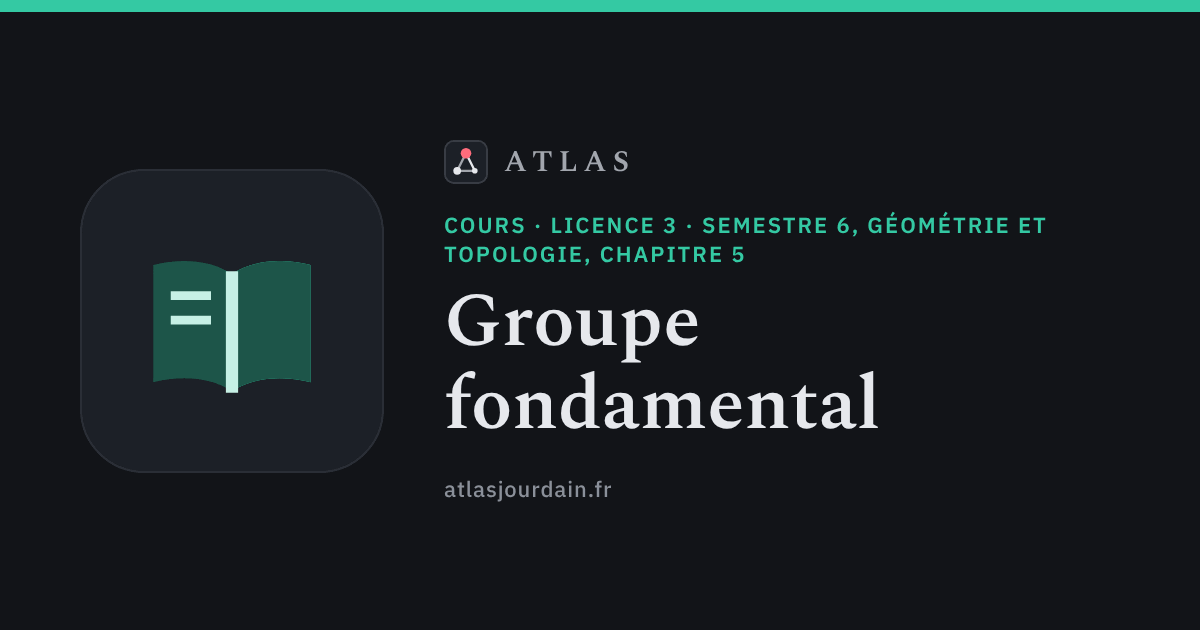 ATLAS
COURS · LICENCE 3 · SEMESTRE 6, GÉOMÉTRIE ET
TOPOLOGIE, CHAPITRE 5
Groupe
fondamental
atlasjourdain.fr